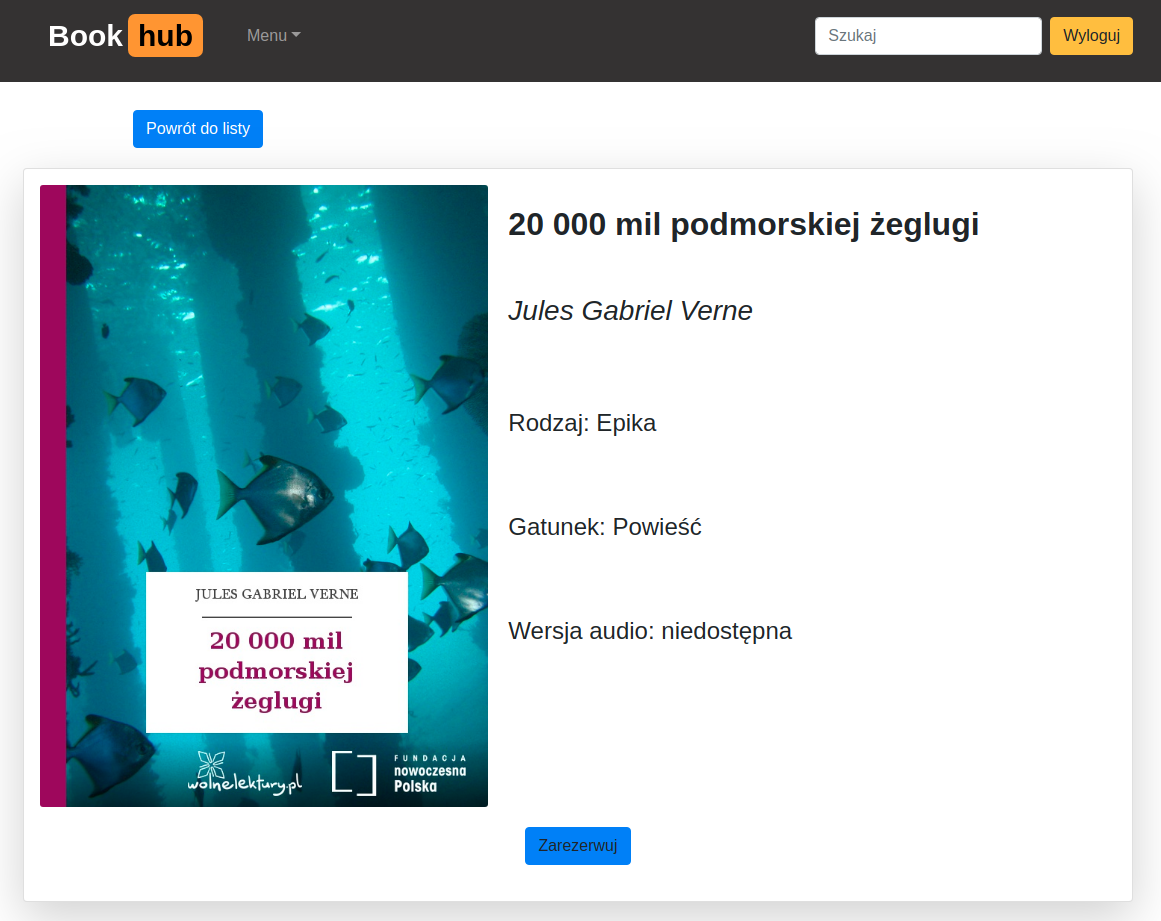 Book hub
Menu
Szukaj
Wyloguj
Powrót do listy
20 000 mil podmorskiej żeglugi
Jules Gabriel Verne
Rodzaj: Epika
Gatunek: Powieść
Wersja audio: niedostępna
JULES GABRIEL VERNE
20 000 mil
podmorskiej
żeglugi
wolnelektury.pl
FUNDACJA
nowoczesna
Polska
Zarezerwuj